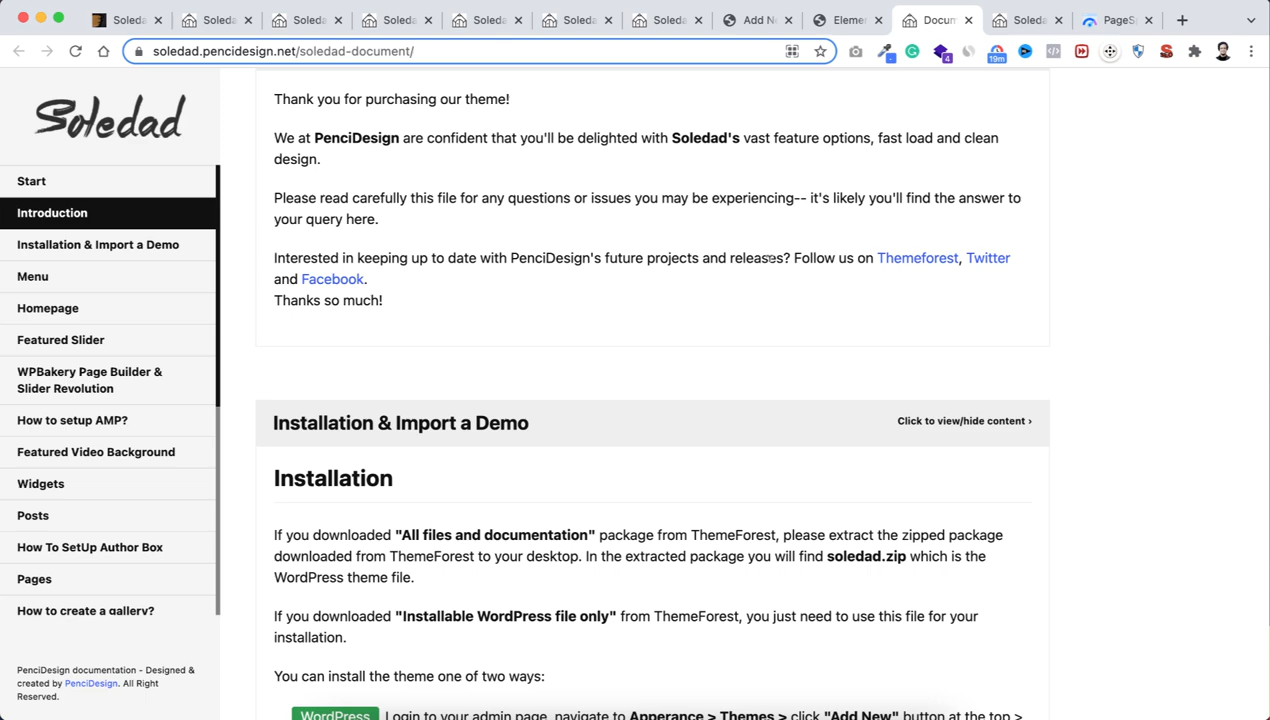 Soleda
Soleda
Soleda
Soleda
Soleda
Soleda
Soleda
Add Ne
Eleme
Docum
Soleda
PageS
soledad.pencidesign.net/soledad-document/
4
19m
Soledad
Start
Introduction
Installation & Import a Demo
Menu
Homepage
Featured Slider
WPBakery Page Builder &
Slider Revolution
How to setup AMP?
Featured Video Background
Widgets
Posts
How To SetUp Author Box
Pages
How to create a gallery?
PenciDesign documentation - Designed &
created by PenciDesign. All Right
Reserved.
Thank you for purchasing our theme!
We at PenciDesign are confident that you'll be delighted with Soledad's vast feature options, fast load and clean
design.
Please read carefully this file for any questions or issues you may be experiencing-- it's likely you'll find the answer to
your query here.
Interested in keeping up to date with PenciDesign's future projects and releases? Follow us on Themeforest, Twitter
and Facebook.
Thanks so much!
Installation & Import a Demo
Click to view/hide content ›
Installation
If you downloaded "All files and documentation" package from ThemeForest, please extract the zipped package
downloaded from ThemeForest to your desktop. In the extracted package you will find soledad.zip which is the
WordPress theme file.
If you downloaded "Installable WordPress file only" from ThemeForest, you just need to use this file for your
installation.
You can install the theme one of two ways:
WordPress Login to your admin page, navigate to Apperance > Themes > click "Add New" button at the top >